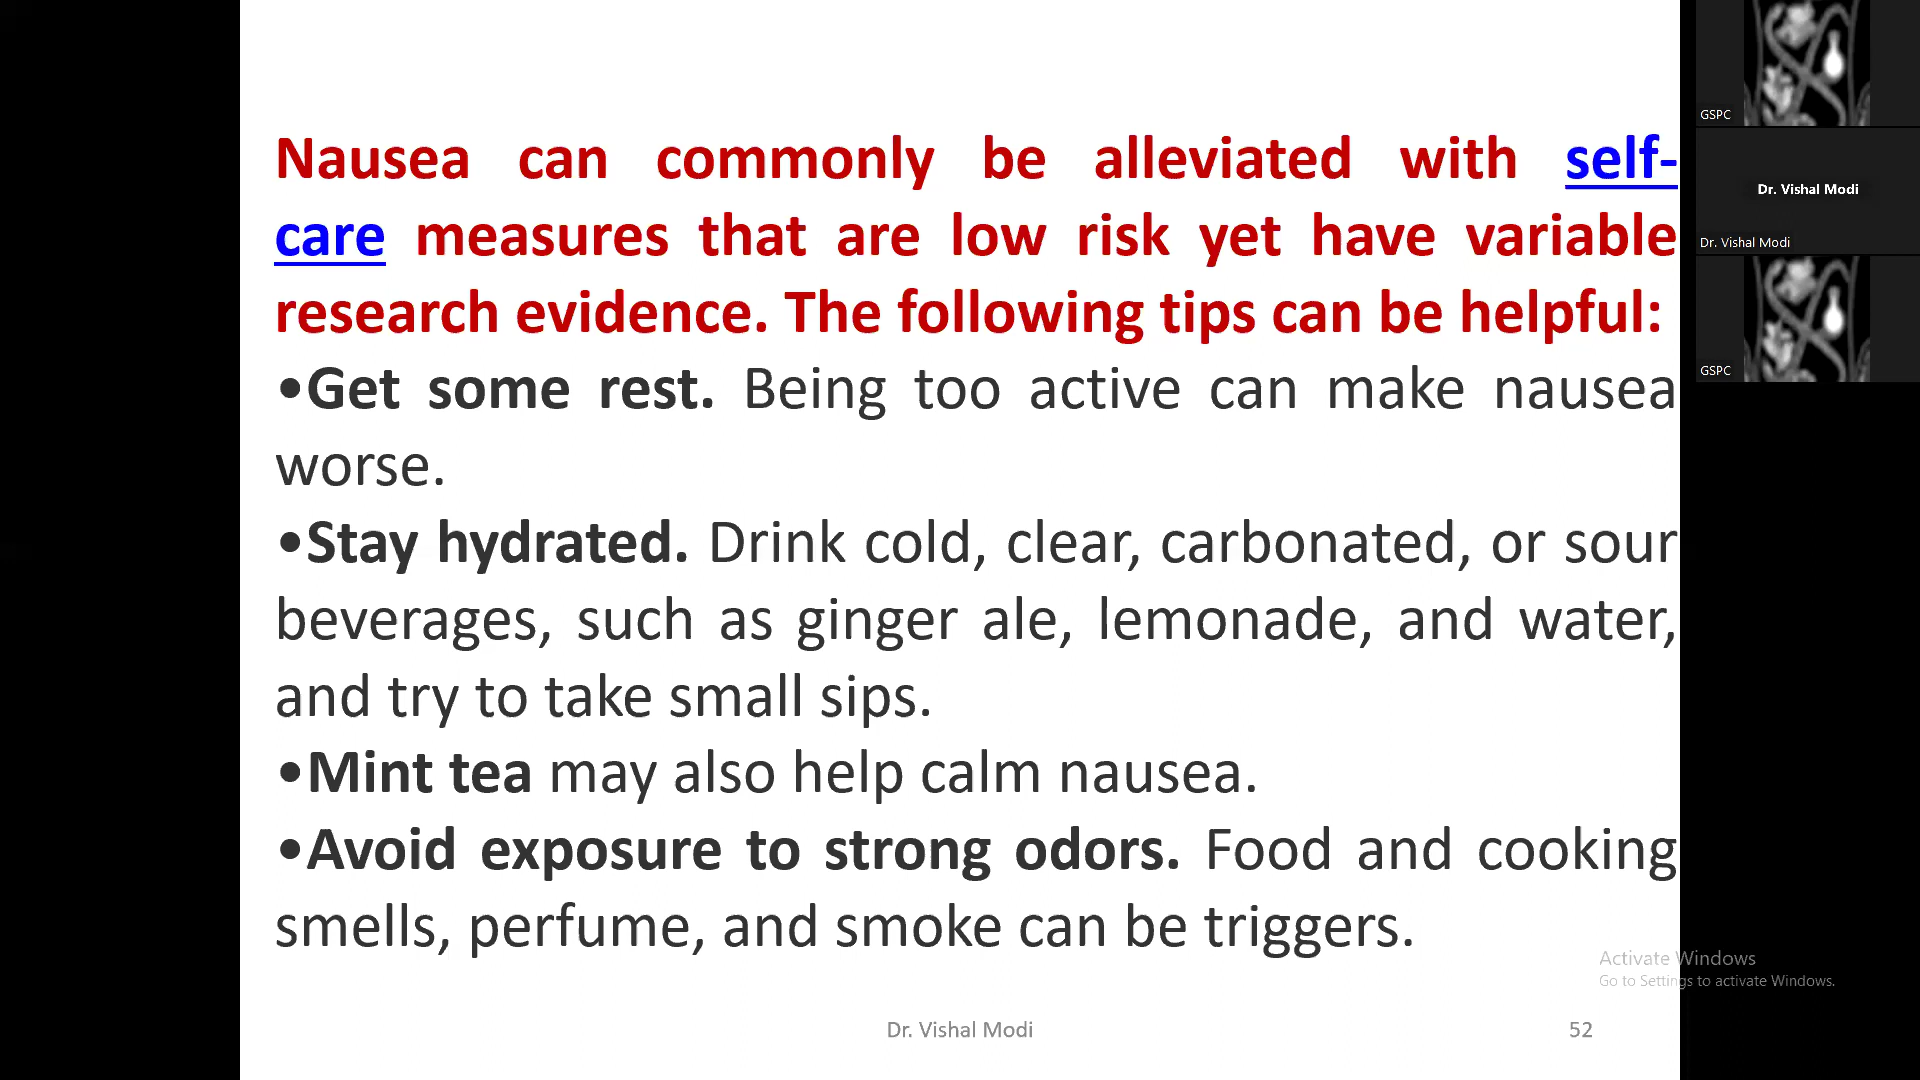 Nausea can commonly be alleviated with self-
care measures that are low risk yet have variable
research evidence. The following tips can be helpful:
•Get some rest. Being too active can make nausea
worse.
•Stay hydrated. Drink cold, clear, carbonated, or sour
beverages, such as ginger ale, lemonade, and water,
and try to take small sips.
•Mint tea may also help calm nausea.
•Avoid exposure to strong odors. Food and cooking
smells, perfume, and smoke can be triggers.
Dr. Vishal Modi
52
GSPC
Dr. Vishal Modi
Dr. Vishal Modi
GSPC
Activate Windows
Go to Settings to activate Windows.